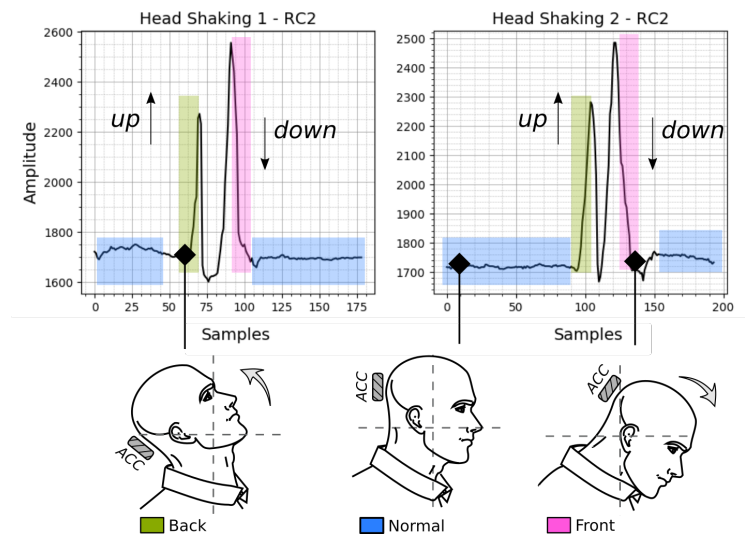 Head Shaking 1 - RC2
Head Shaking 2 - RC2
Amplitude
2600
2400
2200
2000
1800
1600
up
down
0 25 50 75 100 125 150 175
Samples
2500
2400
2300
2200
2100
2000
1900
1800
1700
up
down
0 50 100 150 200
Samples
ACC
ACC
ACC
Back
Normal
Front